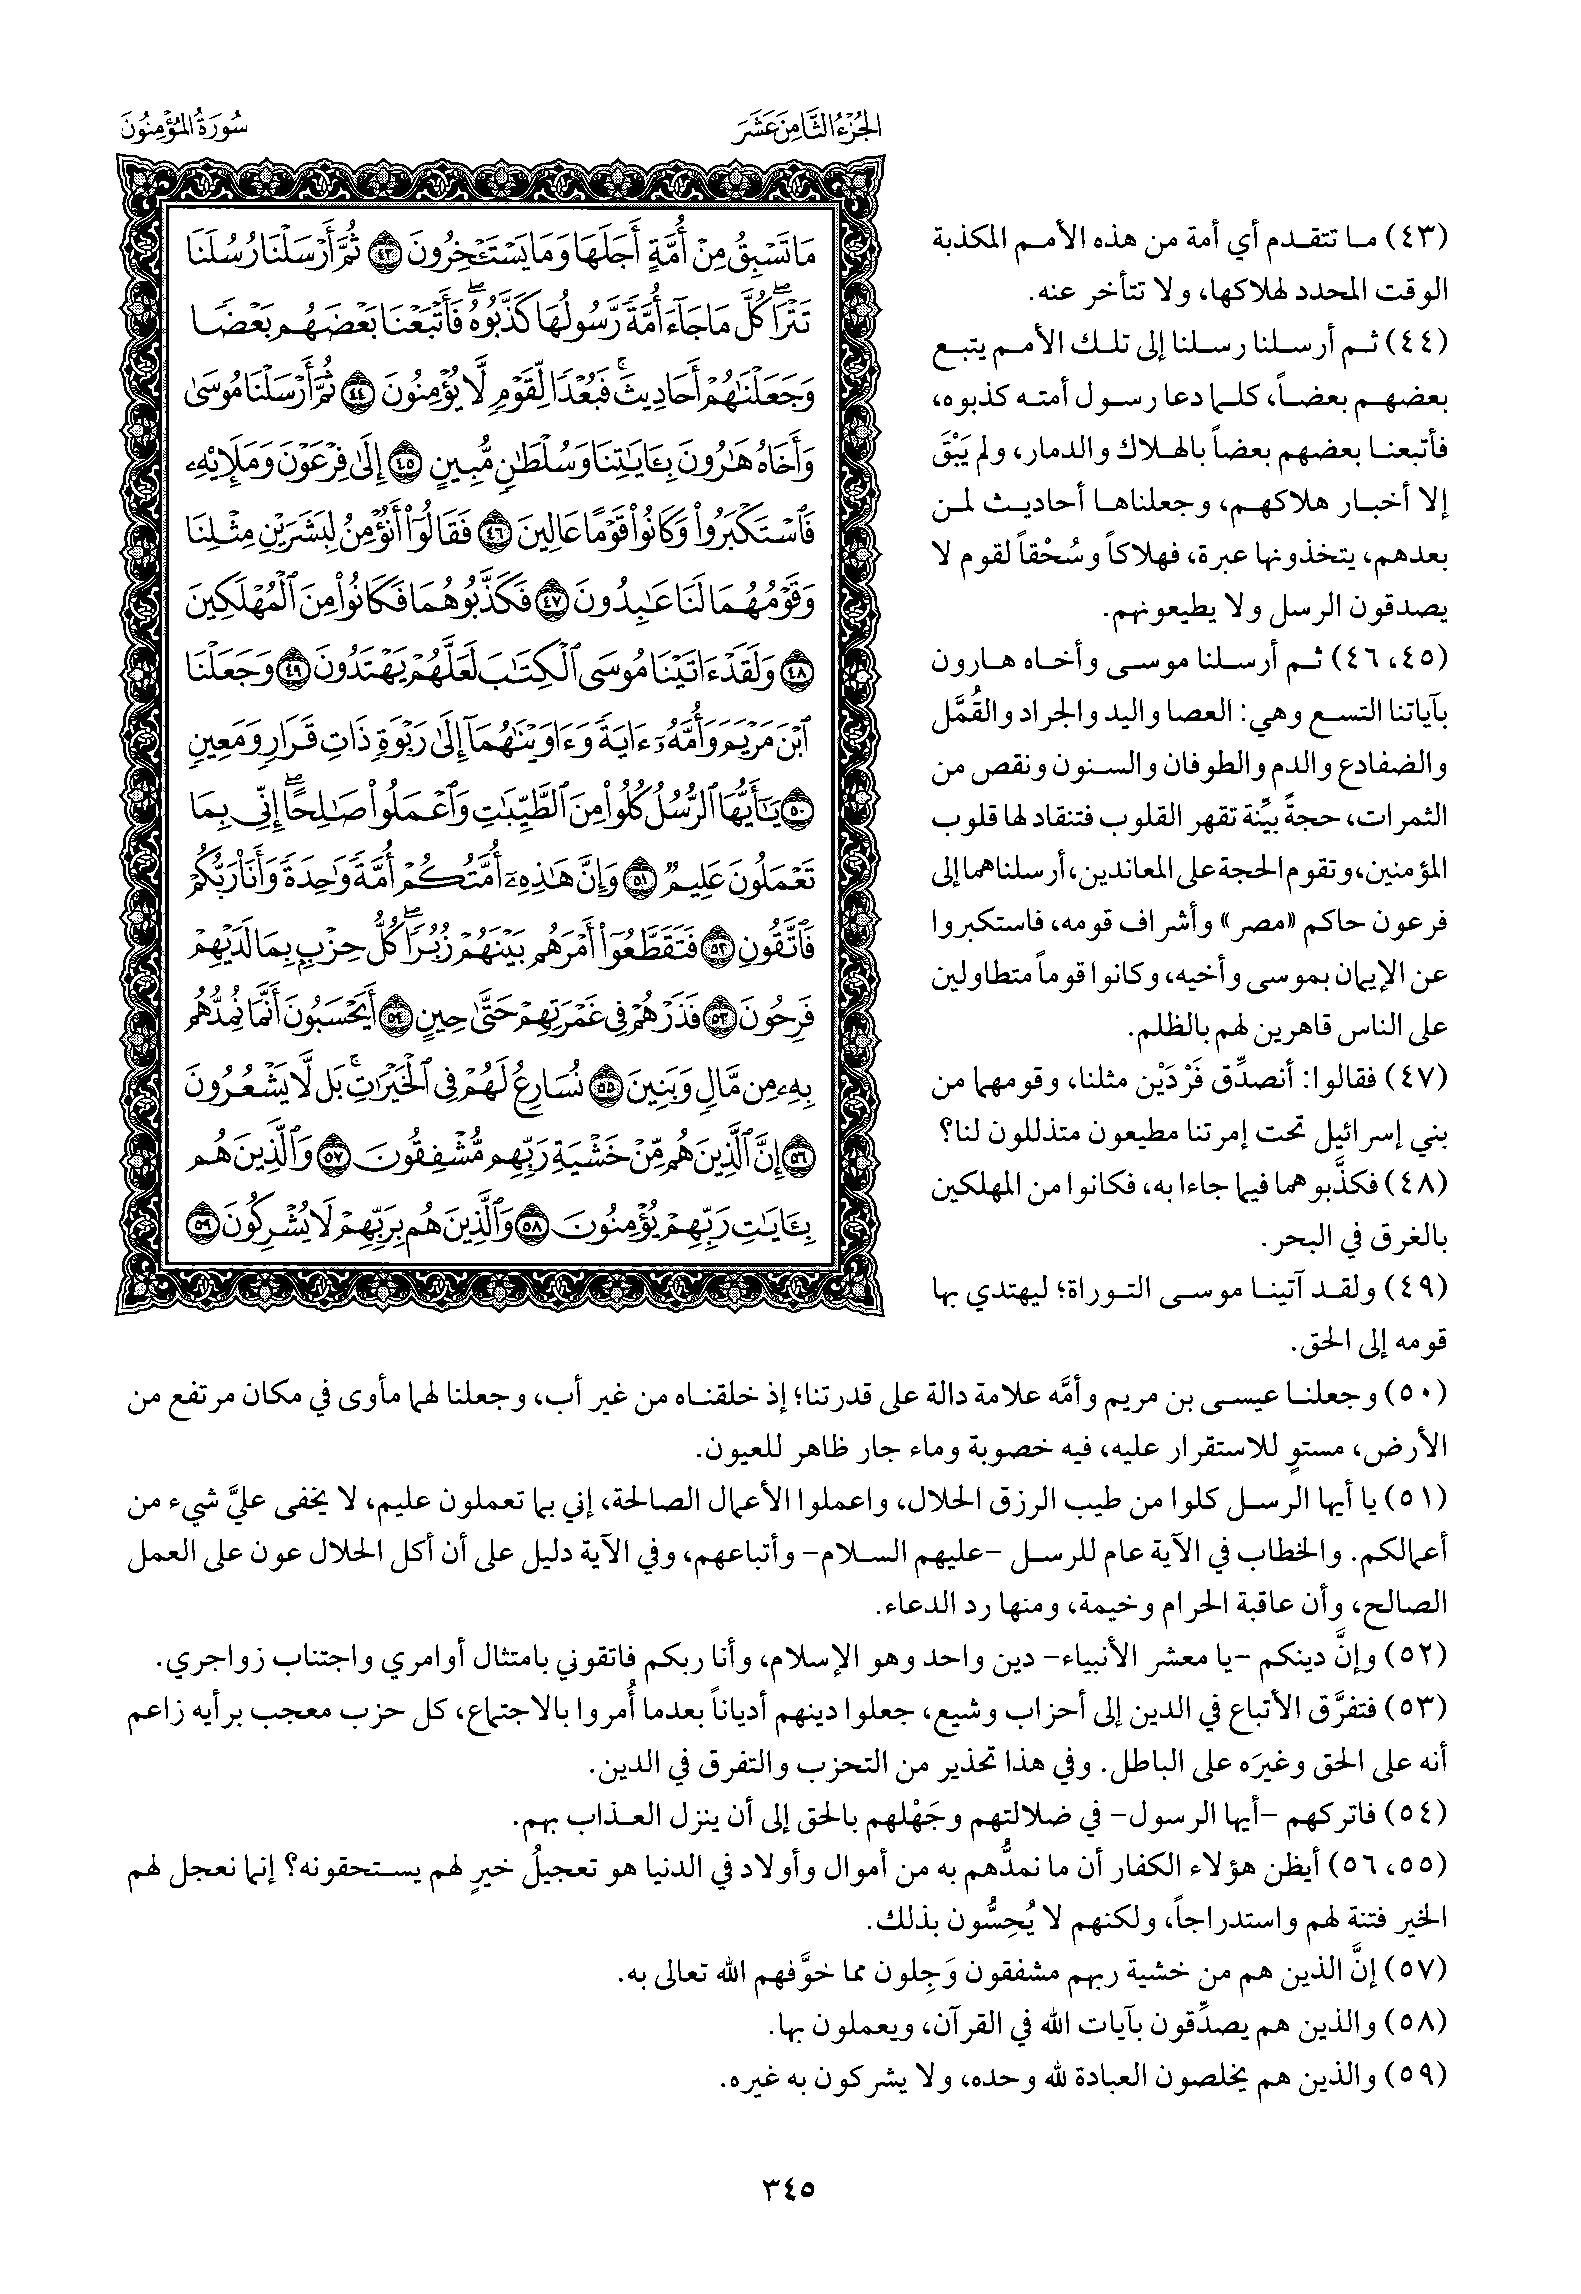 الجزء الثامن عشر
سورة المؤمنون
مَا تَسْبِقُ مِنْ أُمَّةٍ أَجَلَهَا وَمَا يَسْتَـْٔخِرُونَ ٤٣ ثُمَّ أَرْسَلْنَا رُسُلَنَا
تَتْرَا ۖ كُلَّ مَا جَآءَ أُمَّةً رَّسُولُهَا كَذَّبُوهُ ۖ فَأَتْبَعْنَا بَعْضَهُم بَعْضًا
وَجَعَلْنَٰهُمْ أَحَادِيثَ ۚ فَبُعْدًا لِّقَوْمٍ لَّا يُؤْمِنُونَ ٤٤ ثُمَّ أَرْسَلْنَا مُوسَىٰ
وَأَخَاهُ هَٰرُونَ بِـَٔايَٰتِنَا وَسُلْطَٰنٍ مُّبِينٍ ٤٥ إِلَىٰ فِرْعَوْنَ وَمَلَإِي۟هِۦ
فَٱسْتَكْبَرُوا۟ وَكَانُوا۟ قَوْمًا عَالِينَ ٤٦ فَقَالُوٓا۟ أَنُؤْمِنُ لِبَشَرَيْنِ مِثْلِنَا
وَقَوْمُهُمَا لَنَا عَٰبِدُونَ ٤٧ فَكَذَّبُوهُمَا فَكَانُوا۟ مِنَ ٱلْمُهْلَكِينَ
٤٨ وَلَقَدْ ءَاتَيْنَا مُوسَى ٱلْكِتَٰبَ لَعَلَّهُمْ يَهْتَدُونَ ٤٩ وَجَعَلْنَا
ٱبْنَ مَرْيَمَ وَأُمَّهُۥٓ ءَايَةً وَءَاوَيْنَٰهُمَآ إِلَىٰ رَبْوَةٍ ذَاتِ قَرَارٍ وَمَعِينٍ
٥٠ يَٰٓأَيُّهَا ٱلرُّسُلُ كُلُوا۟ مِنَ ٱلطَّيِّبَٰتِ وَٱعْمَلُوا۟ صَٰلِحًا ۖ إِنِّى بِمَا
تَعْمَلُونَ عَلِيمٌ ٥١ وَإِنَّ هَٰذِهِۦٓ أُمَّتُكُمْ أُمَّةً وَٰحِدَةً وَأَنَا۠ رَبُّكُمْ
فَٱتَّقُونِ ٥٢ فَتَقَطَّعُوٓا۟ أَمْرَهُم بَيْنَهُمْ زُبُرًا ۖ كُلُّ حِزْبٍۭ بِمَا لَدَيْهِمْ
فَرِحُونَ ٥٣ فَذَرْهُمْ فِى غَمْرَتِهِمْ حَتَّىٰ حِينٍ ٥٤ أَيَحْسَبُونَ أَنَّمَا نُمِدُّهُم
بِهِۦ مِن مَّالٍ وَبَنِينَ ٥٥ نُسَارِعُ لَهُمْ فِى ٱلْخَيْرَٰتِ ۚ بَل لَّا يَشْعُرُونَ
٥٦ إِنَّ ٱلَّذِينَ هُم مِّنْ خَشْيَةِ رَبِّهِم مُّشْفِقُونَ ٥٧ وَٱلَّذِينَ هُم
بِـَٔايَٰتِ رَبِّهِمْ يُؤْمِنُونَ ٥٨ وَٱلَّذِينَ هُم بِرَبِّهِمْ لَا يُشْرِكُونَ ٥٩
(٤٣) ما تتقدم أي أمة من هذه الأمم المكذبة
الوقت المحدد لهلاكها، ولا تتأخر عنه.
(٤٤) ثم أرسلنا رسلنا إلى تلك الأمم يتبع
بعضهم بعضاً، كلما دعا رسول أمته كذبوه،
فأتبعنا بعضهم بعضاً بالهلاك والدمار، ولم يَبْقَ
إلا أخبار هلاكهم، وجعلناها أحاديث لمن
بعدهم، يتخذونها عبرة، فهلاكاً وسُحْقاً لقوم لا
يصدقون الرسل ولا يطيعونهم.
(٤٥، ٤٦) ثم أرسلنا موسى وأخاه هارون
بآياتنا التسع وهي: العصا واليد والجراد والقُمَّل
والضفادع والدم والطوفان والسنون ونقص من
الثمرات، حجةً بيِّنة تقهر القلوب فتنقاد لها قلوب
المؤمنين، وتقوم الحجة على المعاندين، أرسلناهما إلى
فرعون حاكم «مصر» وأشراف قومه، فاستكبروا
عن الإيمان بموسى وأخيه، وكانوا قوماً متطاولين
على الناس قاهرين لهم بالظلم.
(٤٧) فقالوا: أنصدِّق فَرْدَيْن مثلنا، وقومهما من
بني إسرائيل تحت إمرتنا مطيعون متذللون لنا؟
(٤٨) فكذَّبوهما فيما جاءا به، فكانوا من المهلكين
بالغرق في البحر.
(٤٩) ولقد آتينا موسى التوراة؛ ليهتدي بها
قومه إلى الحق.
(٥٠) وجعلنا عيسى بن مريم وأمَّه علامة دالة على قدرتنا؛ إذ خلقناه من غير أب، وجعلنا لهما مأوى في مكان مرتفع من
الأرض، مستوٍ للاستقرار عليه، فيه خصوبة وماء جار ظاهر للعيون.
(٥١) يا أيها الرسل كلوا من طيب الرزق الحلال، واعملوا الأعمال الصالحة، إني بما تعملون عليم، لا يخفى عليَّ شيء من
أعمالكم. والخطاب في الآية عام للرسل -عليهم السلام- وأتباعهم، وفي الآية دليل على أن أكل الحلال عون على العمل
الصالح، وأن عاقبة الحرام وخيمة، ومنها رد الدعاء.
(٥٢) وإنَّ دينكم -يا معشر الأنبياء- دين واحد وهو الإسلام، وأنا ربكم فاتقوني بامتثال أوامري واجتناب زواجري.
(٥٣) فتفرَّق الأتباع في الدين إلى أحزاب وشيع، جعلوا دينهم أدياناً بعدما أُمروا بالاجتماع، كل حزب معجب برأيه زاعم
أنه على الحق وغيرَه على الباطل. وفي هذا تحذير من التحزب والتفرق في الدين.
(٥٤) فاتركهم -أيها الرسول- في ضلالتهم وجَهْلهم بالحق إلى أن ينزل العذاب بهم.
(٥٥، ٥٦) أيظن هؤلاء الكفار أن ما نمدُّهم به من أموال وأولاد في الدنيا هو تعجيلُ خيرٍ لهم يستحقونه؟ إنما نعجل لهم
الخير فتنة لهم واستدراجاً، ولكنهم لا يُحِسُّون بذلك.
(٥٧) إنَّ الذين هم من خشية ربهم مشفقون وَجِلون مما خوَّفهم الله تعالى به.
(٥٨) والذين هم يصدِّقون بآيات الله في القرآن، ويعملون بها.
(٥٩) والذين هم يخلصون العبادة لله وحده، ولا يشركون به غيره.
٣٤٥